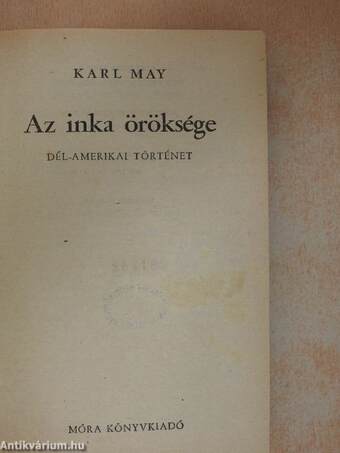 KARL MAY
Az inka öröksége
DÉL-AMERIKAI TÖRTÉNET
MÓRA KÖNYVKIADÓ
Antikvárium.hu